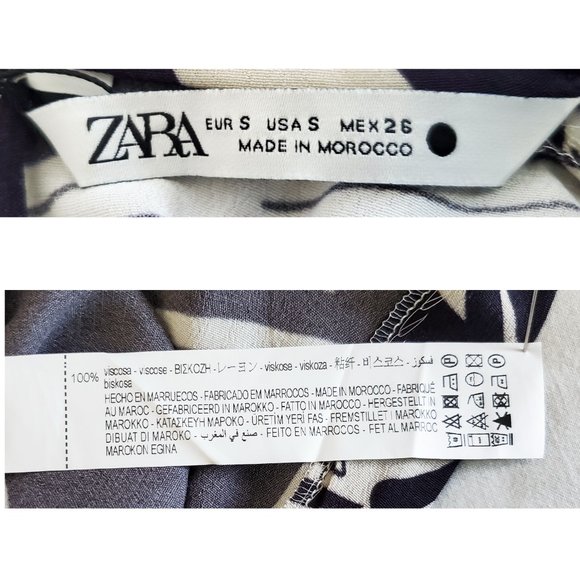 ZARA
EUR S USA S MEX 26
MADE IN MOROCCO
100% viscosa - viscose - ΒΙΣΚΟΖΗ - レーヨン - viskose - viskoza - 粘纤 - 비스코스 - فسكوز
biskosa
HECHO EN MARRUECOS - FABRICADO EM MARROCOS - MADE IN MOROCCO - FABRIQUÉ
AU MAROC - GEFABRICEERD IN MAROKKO - FATTO IN MAROCCO - HERGESTELLT IN
MAROKKO - ΚΑΤΑΣΚΕΥΗ ΜΑΡΟΚΟ - ÜRETIM YERİ FAS - FREMSTILLET I MAROKKO
DIBUAT DI MAROKO - صنع في المغرب - FEITO EN MARROCOS - FET AL MARROC
MAROKON EGINA